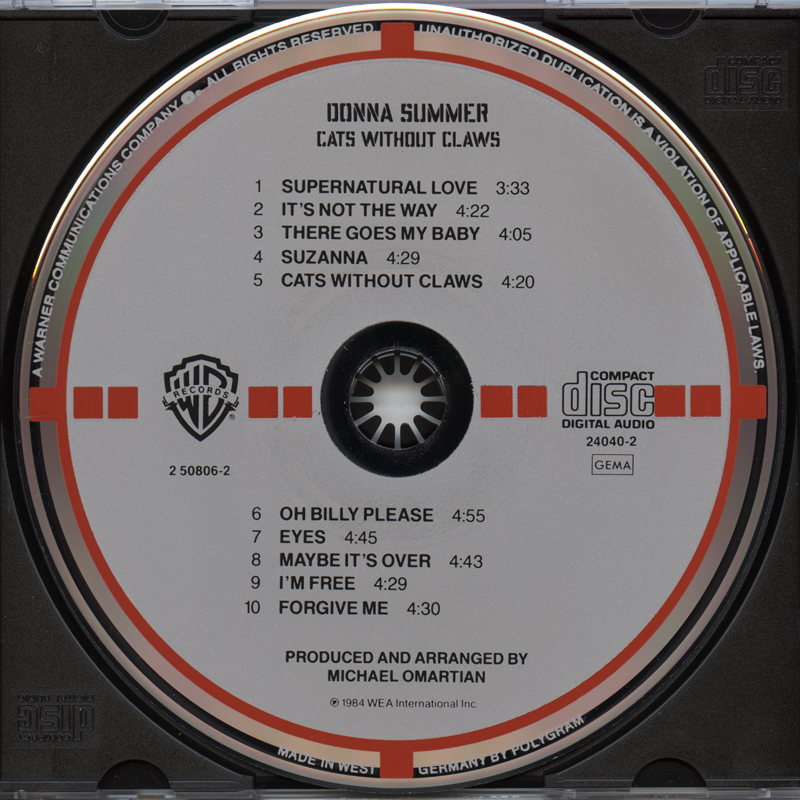 A WARNER COMMUNICATIONS COMPANY ALL RIGHTS RESERVED
UNAUTHORIZED DUPLICATION IS A VIOLATION OF APPLICABLE LAWS.
COMPACT
disc
DIGITAL AUDIO
DONNA SUMMER
CATS WITHOUT CLAWS
1 SUPERNATURAL LOVE 3:33
2 IT'S NOT THE WAY 4:22
3 THERE GOES MY BABY 4:05
4 SUZANNA 4:29
5 CATS WITHOUT CLAWS 4:20
WB
RECORDS
®
2 50806-2
COMPACT
disc
DIGITAL AUDIO
24040-2
GEMA
6 OH BILLY PLEASE 4:55
7 EYES 4:45
8 MAYBE IT'S OVER 4:43
9 I'M FREE 4:29
10 FORGIVE ME 4:30
PRODUCED AND ARRANGED BY
MICHAEL OMARTIAN
℗ 1984 WEA International Inc.
COMPACT
disc
DIGITAL AUDIO
MADE IN WEST GERMANY BY POLYGRAM